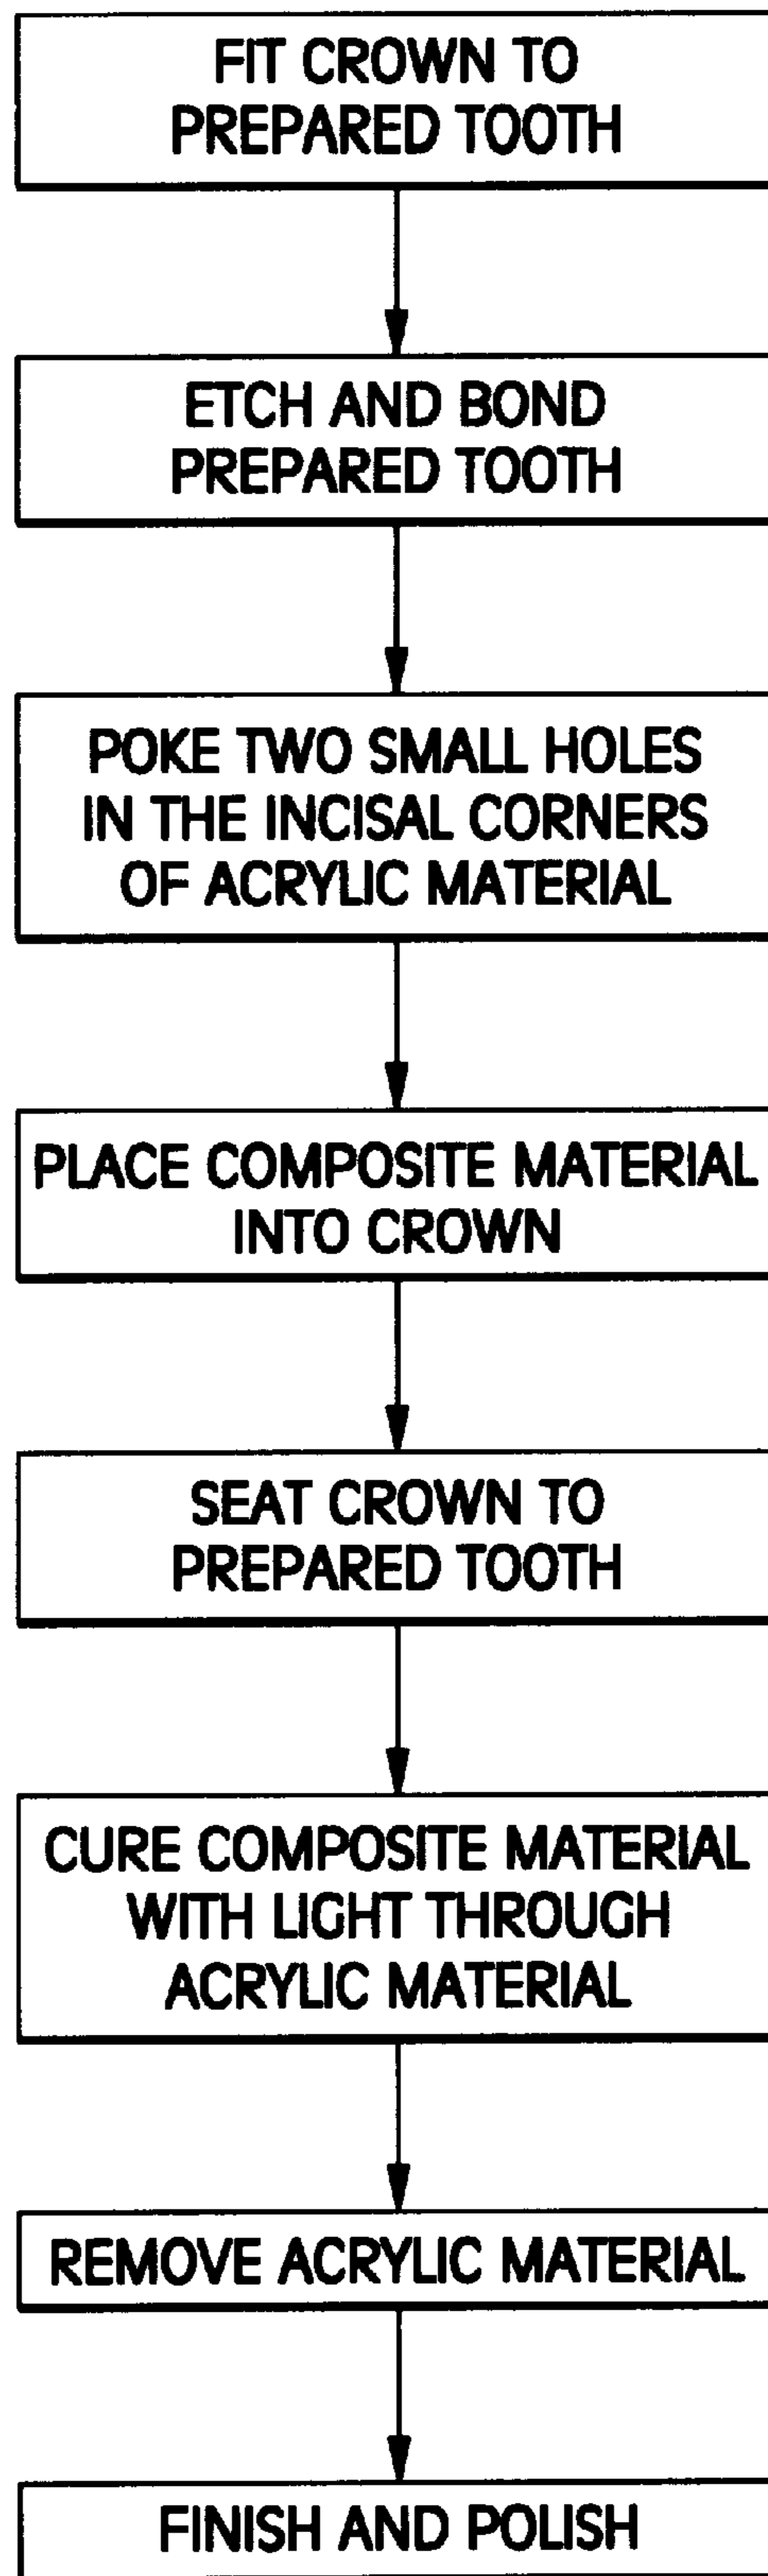 FIT CROWN TO
PREPARED TOOTH
ETCH AND BOND
PREPARED TOOTH
POKE TWO SMALL HOLES
IN THE INCISAL CORNERS
OF ACRYLIC MATERIAL
PLACE COMPOSITE MATERIAL
INTO CROWN
SEAT CROWN TO
PREPARED TOOTH
CURE COMPOSITE MATERIAL
WITH LIGHT THROUGH
ACRYLIC MATERIAL
REMOVE ACRYLIC MATERIAL
FINISH AND POLISH